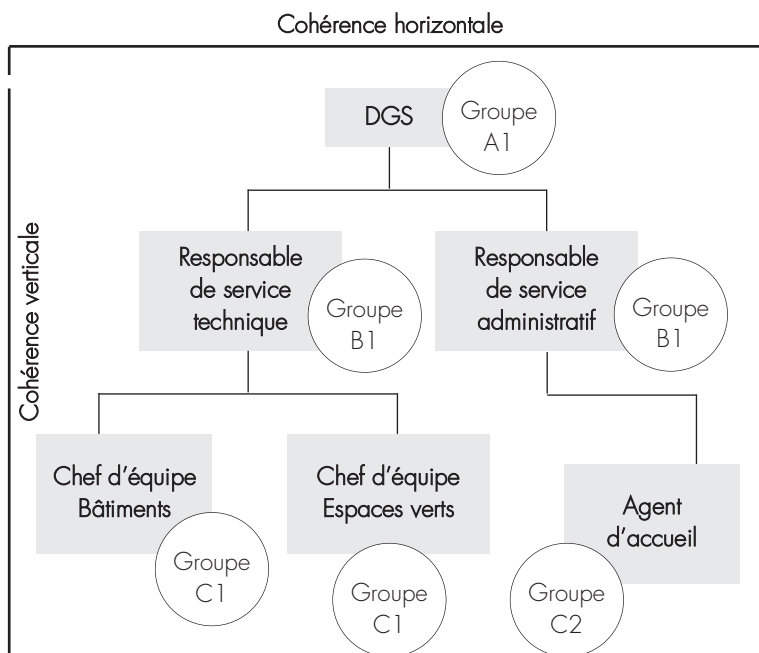 Cohérence horizontale
Cohérence verticale
DGS
Groupe
A1
Responsable
de service
technique
Groupe
B1
Responsable
de service
administratif
Groupe
B1
Chef d'équipe
Bâtiments
Groupe
C1
Chef d'équipe
Espaces verts
Groupe
C1
Agent
d'accueil
Groupe
C2